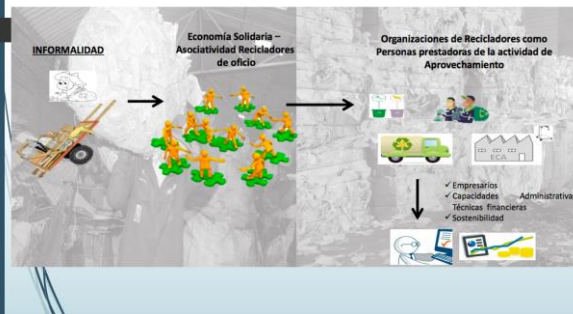 INFORMALIDAD
Economía Solidaria –
Asociatividad Recicladores
de oficio
Organizaciones de Recicladores como
Personas prestadoras de la actividad de
Aprovechamiento
ECA
✓ Empresarios
✓ Capacidades Administrativa
Técnicas financieras
✓ Sostenibilidad